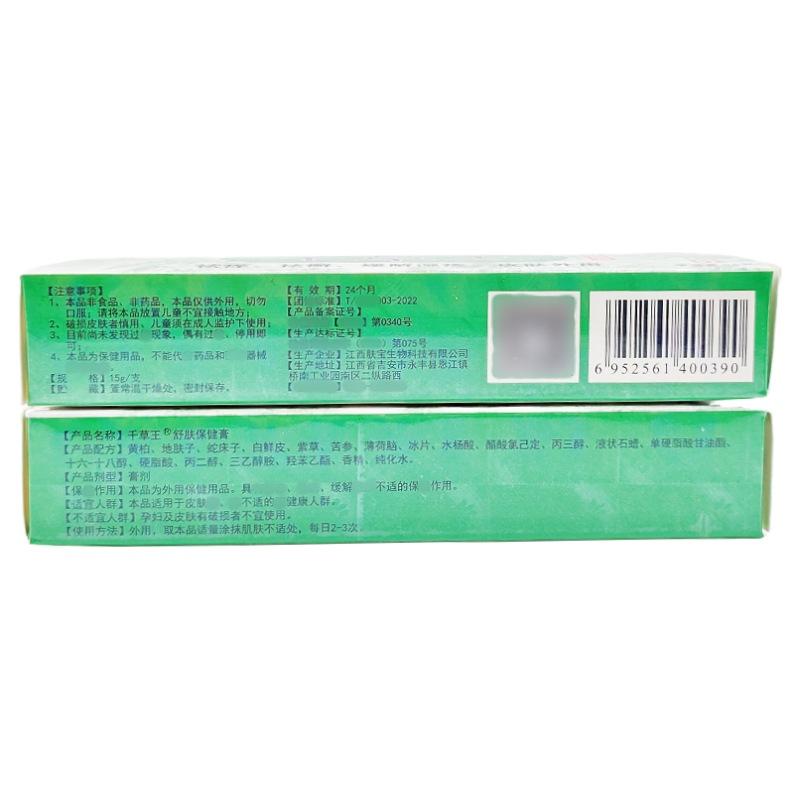 【注意事项】
1、本品非食品、非药品，本品仅供外用，切勿
口服；请将本品放置儿童不宜接触地方；
2、破损皮肤者慎用、儿童须在成人监护下使用；
3、目前尚未发现过 现象，偶有过 停用即
可；
4、本品为保健用品，不能代 药品和 器械
【规 格】15g/支
【贮 藏】置常温干燥处，密封保存。
【有 效 期】24个月
【团 标准】T/ 03-2022
【产品备案证号】
【 】第0340号
【生产达标证号】
第075号
【生产企业】江西肤宝生物科技有限公司
【生产地址】江西省吉安市永丰县恩江镇
桥南工业园南区二纵路西
6 952561 400390
【产品名称】千草王®舒肤保健膏
【产品配方】黄柏、地肤子、蛇床子、白鲜皮、紫草、苦参、薄荷脑、冰片、水杨酸、醋酸氯己定、丙三醇、液状石蜡、单硬脂酸甘油酯、
十六-十八醇、硬脂酸、丙二醇、三乙醇胺、羟苯乙酯、香精、纯化水。
【产品剂型】膏剂
【保 作用】本品为外用保健用品。具 、 、缓解 不适的保 作用。
【适宜人群】本品适用于皮肤 、 不适的 健康人群。
【不适宜人群】孕妇及皮肤有破损者不宜使用。
【使用方法】外用，取本品适量涂抹肌肤不适处，每日2-3次。